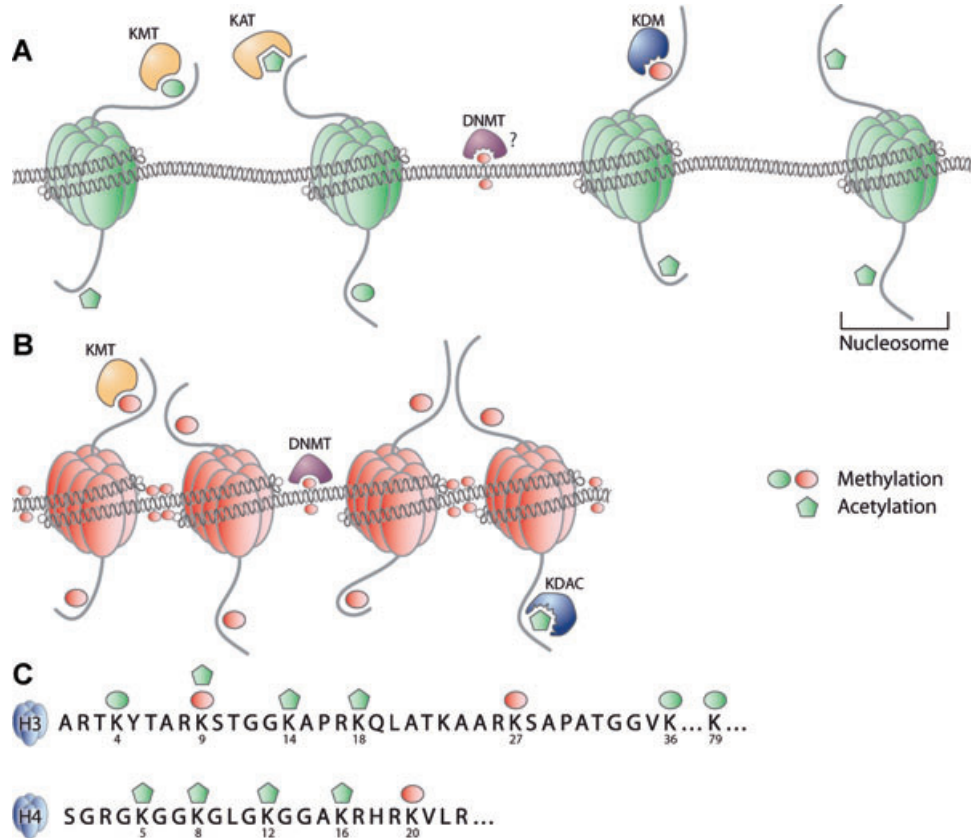 A
KMT
KAT
KDM
DNMT
?
Nucleosome
B
KMT
DNMT
Methylation
Acetylation
KDAC
C
H3 ARTKYTARKSTGGKAPRKQLATKAARKSAPATGGVK...K...
4 9 14 18 27 36 79
H4 SGRGKGGKGLGKGGAKRHRKVLR...
5 8 12 16 20